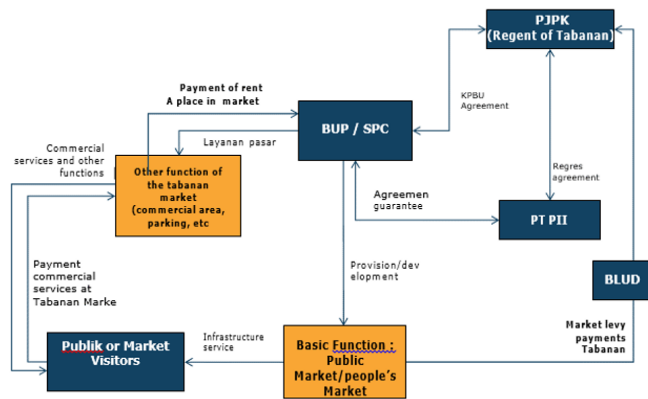 PJPK
(Regent of Tabanan)
Payment of rent
A place in market
KPBU
Agreement
BUP / SPC
Commercial
services and other
functions
Layanan pasar
Other function of
the tabanan
market
(commercial area,
parking, etc
Regres
agreement
Agreemen
guarantee
PT PII
Payment
commercial
services at
Tabanan Marke
Provision/dev
elopment
BLUD
Publik or Market
Visitors
Infrastructure
service
Basic Function :
Public
Market/people's
Market
Market levy
payments
Tabanan